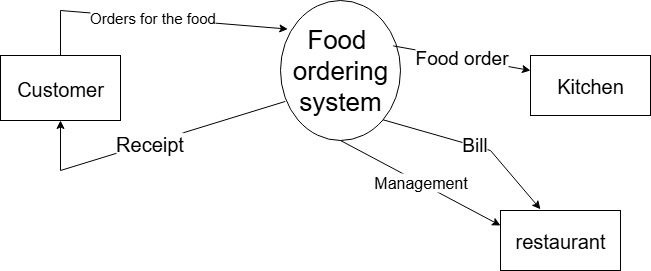 Orders for the food
Food
ordering
system
Food order
Customer
Kitchen
Receipt
Bill
Management
restaurant